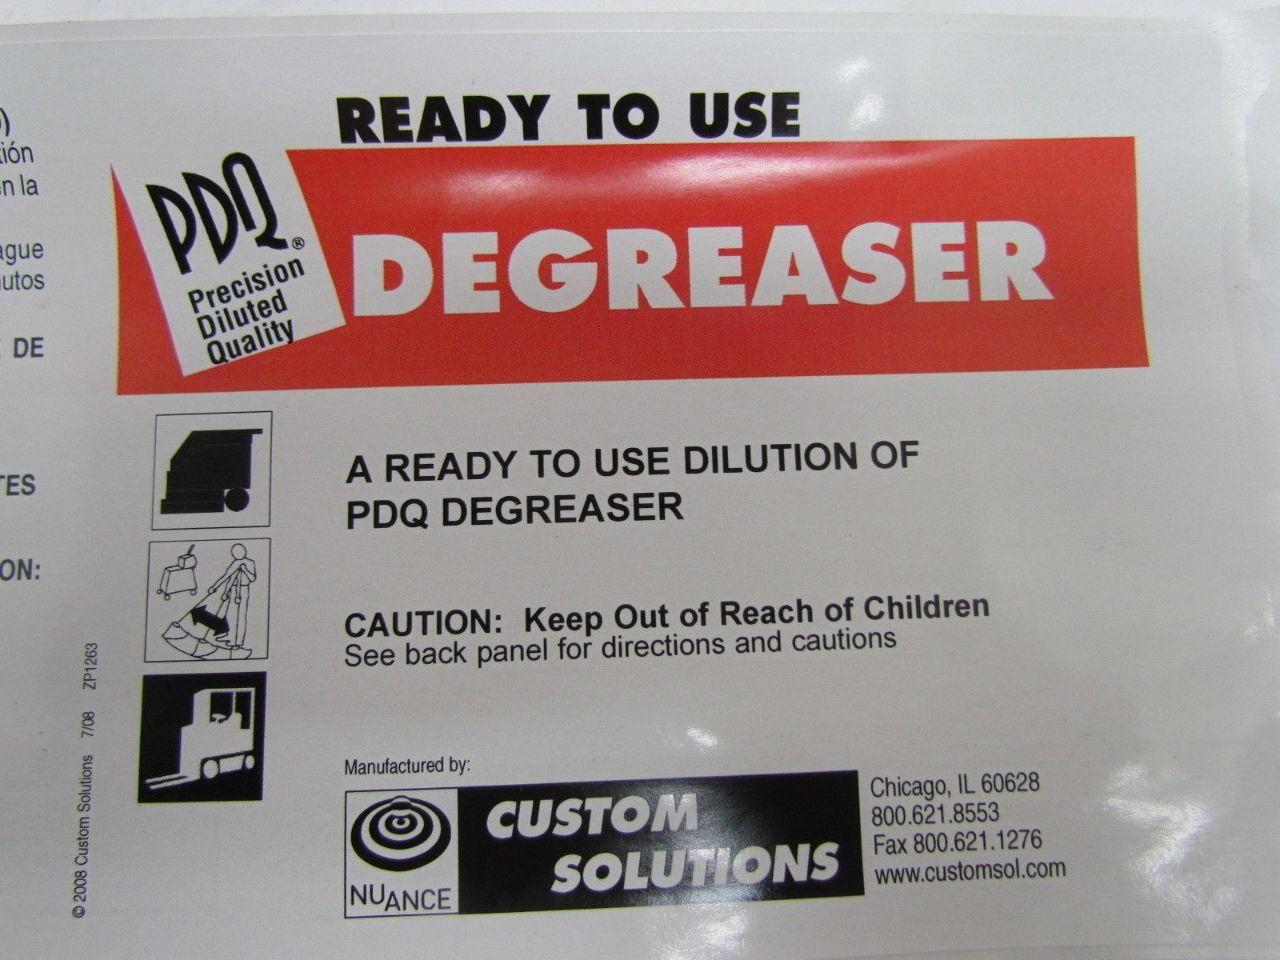 )
ión
n la
ague
utos
DE
TES
ON:
READY TO USE
PDQ®
Precision
Diluted
Quality
DEGREASER
A READY TO USE DILUTION OF
PDQ DEGREASER
CAUTION: Keep Out of Reach of Children
See back panel for directions and cautions
Manufactured by:
NUANCE
CUSTOM
SOLUTIONS
Chicago, IL 60628
800.621.8553
Fax 800.621.1276
www.customsol.com
© 2008 Custom Solutions 7/08 ZP1263